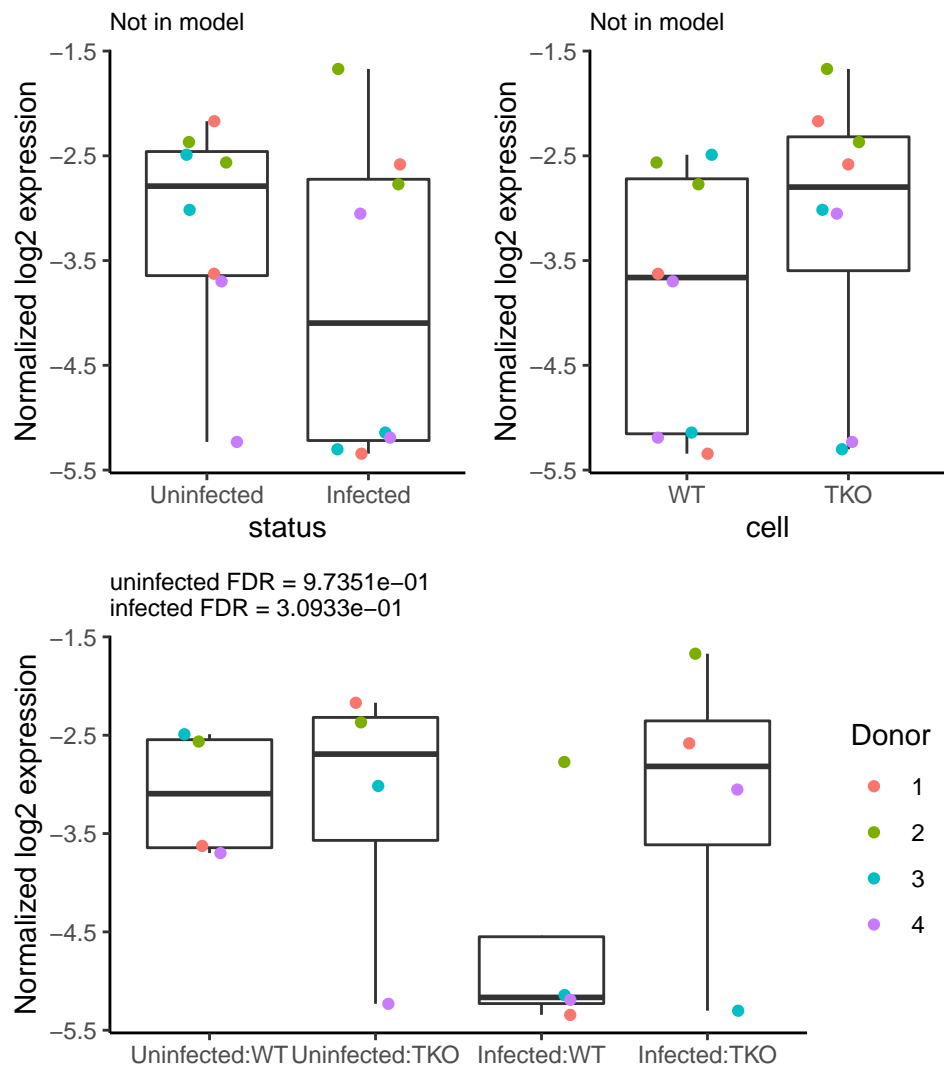 Not in model
Normalized log2 expression
−1.5
−2.5
−3.5
−4.5
−5.5
Uninfected
Infected
status
Not in model
Normalized log2 expression
−1.5
−2.5
−3.5
−4.5
−5.5
WT
TKO
cell
uninfected FDR = 9.7351e−01
infected FDR = 3.0933e−01
Normalized log2 expression
−1.5
−2.5
−3.5
−4.5
−5.5
Uninfected:WT
Uninfected:TKO
Infected:WT
Infected:TKO
Donor
1
2
3
4